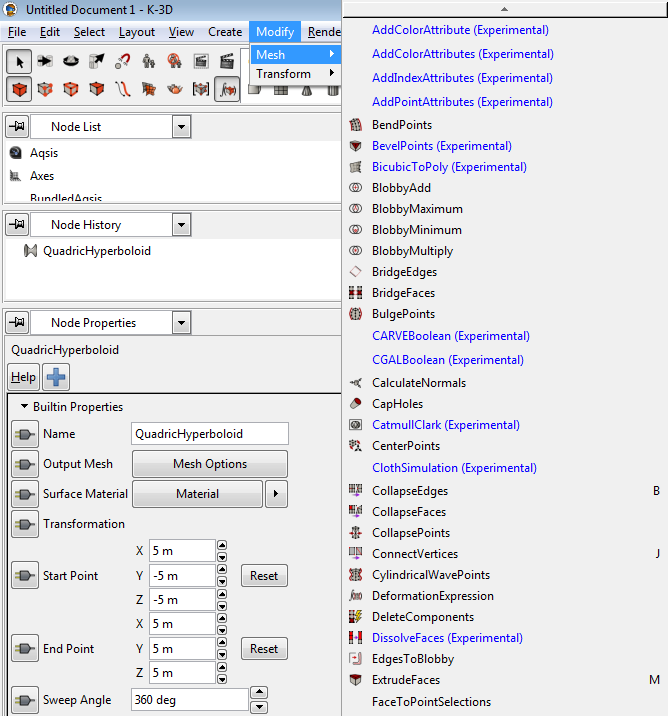 Untitled Document 1 - K-3D
File Edit Select Layout View Create Modify Rende
Mesh
Transform
Node List
Aqsis
Axes
BundledAqsis
Node History
QuadricHyperboloid
Node Properties
QuadricHyperboloid
Help
Builtin Properties
Name QuadricHyperboloid
Output Mesh Mesh Options
Surface Material Material
Transformation
X 5 m
Start Point Y -5 m Reset
Z -5 m
X 5 m
End Point Y 5 m Reset
Z 5 m
Sweep Angle 360 deg
AddColorAttribute (Experimental)
AddColorAttributes (Experimental)
AddIndexAttributes (Experimental)
AddPointAttributes (Experimental)
BendPoints
BevelPoints (Experimental)
BicubicToPoly (Experimental)
BlobbyAdd
BlobbyMaximum
BlobbyMinimum
BlobbyMultiply
BridgeEdges
BridgeFaces
BulgePoints
CARVEBoolean (Experimental)
CGALBoolean (Experimental)
CalculateNormals
CapHoles
CatmullClark (Experimental)
CenterPoints
ClothSimulation (Experimental)
CollapseEdges B
CollapseFaces
CollapsePoints
ConnectVertices J
CylindricalWavePoints
DeformationExpression
DeleteComponents
DissolveFaces (Experimental)
EdgesToBlobby
ExtrudeFaces M
FaceToPointSelections